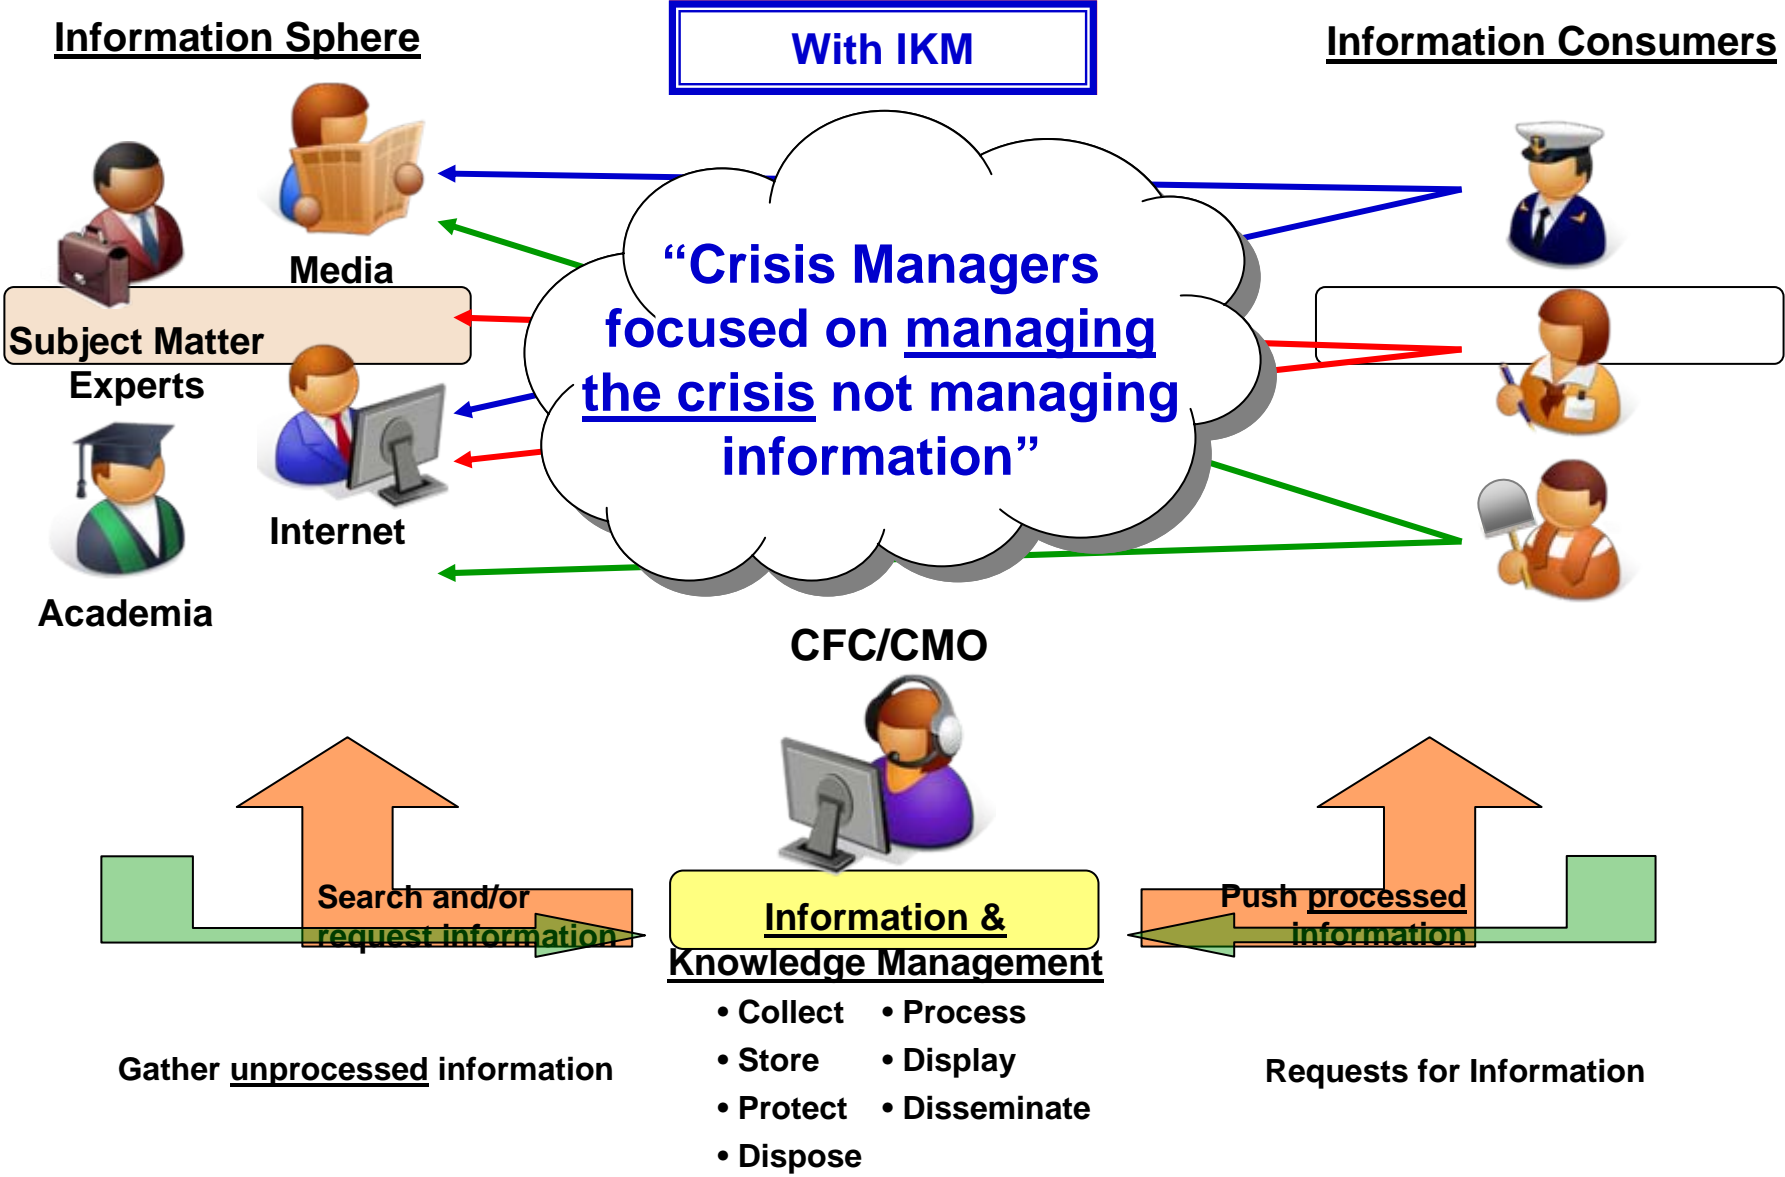 Information Sphere
With IKM
Information Consumers
Media
Subject Matter
Experts
Internet
Academia
“Crisis Managers
focused on managing
the crisis not managing
information”
CFC/CMO
Search and/or
request information
Push processed
information
Information &
Knowledge Management
• Collect
• Store
• Protect
• Dispose
• Process
• Display
• Disseminate
Gather unprocessed information
Requests for Information